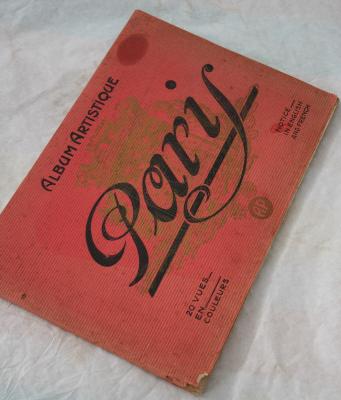 ALBUM ARTISTIQUE
Paris
NOTICE
IN ENGLISH
AND FRENCH
20 VUES
EN
COULEURS